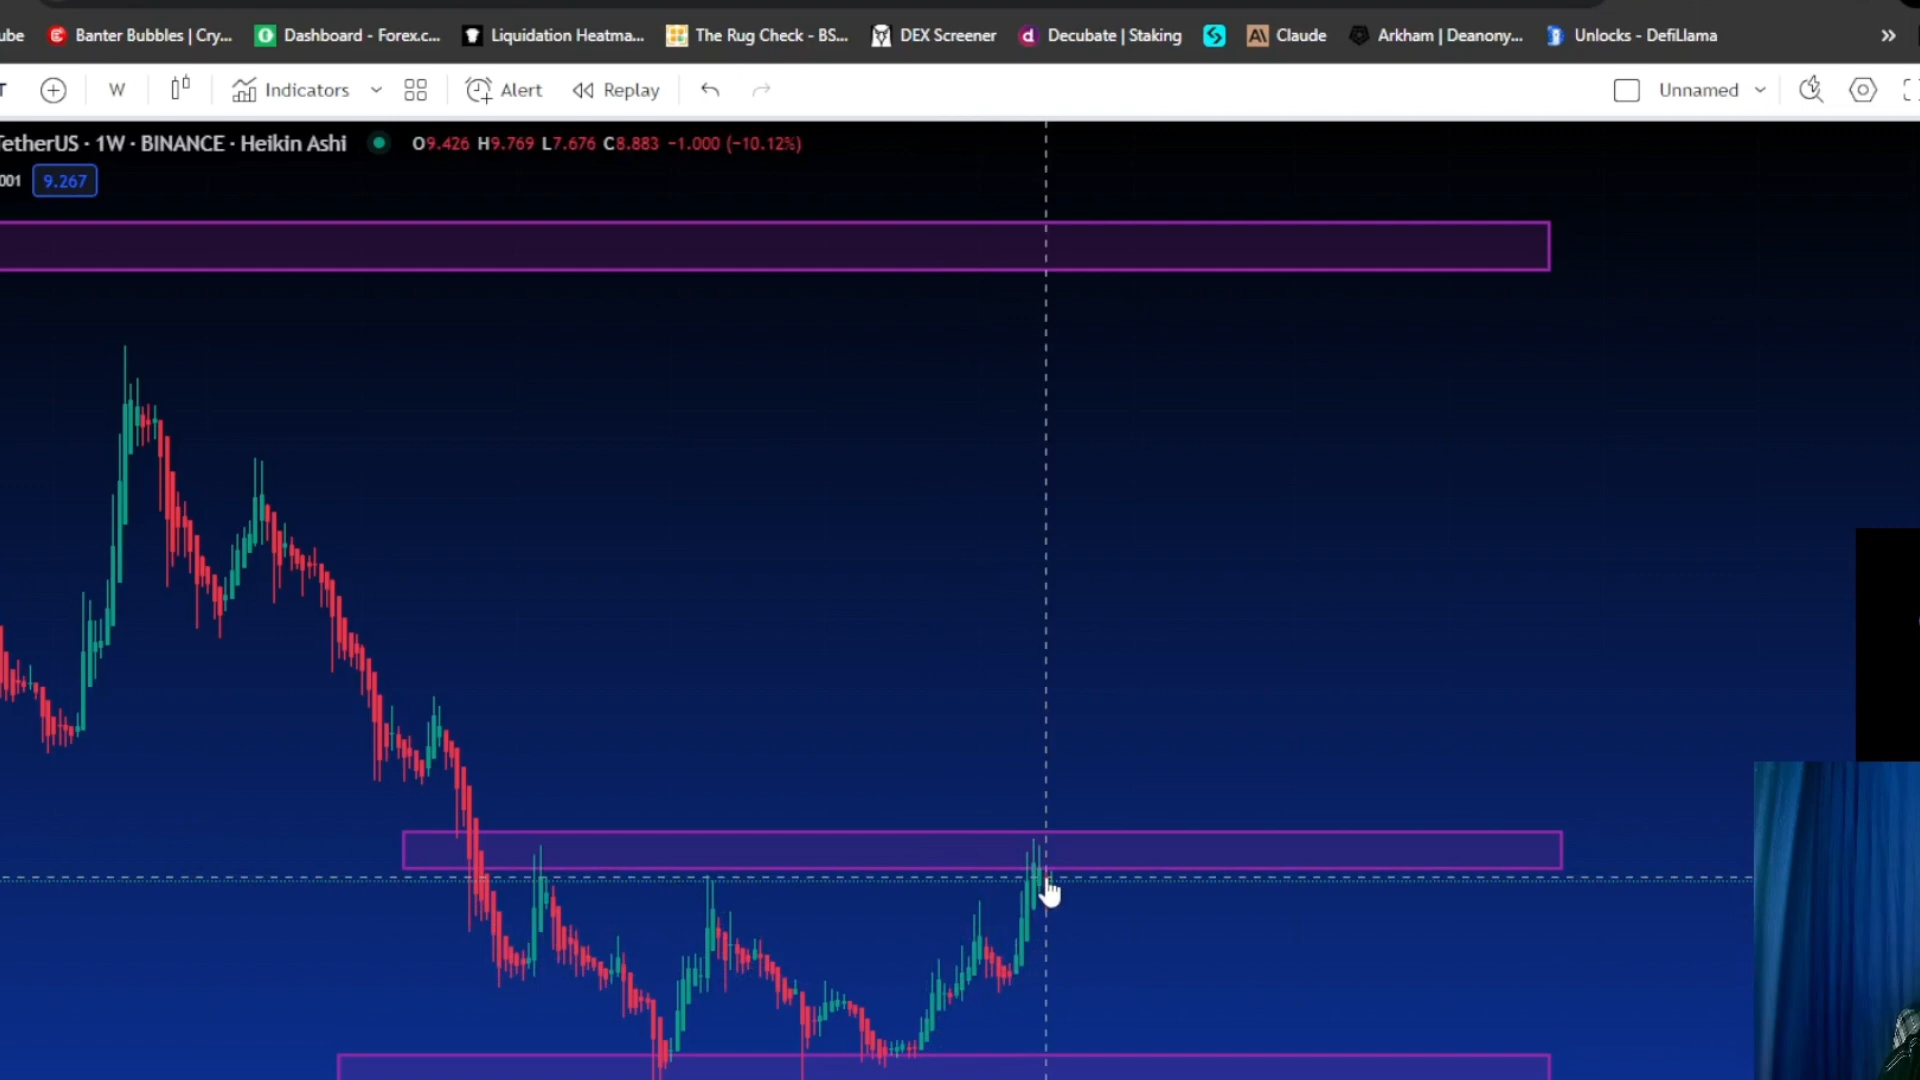 ube Banter Bubbles | Cry... Dashboard - Forex.c... Liquidation Heatma... The Rug Check - BS... DEX Screener Decubate | Staking Claude Arkham | Deanony... Unlocks - DefiLlama »
T W Indicators Alert Replay Unnamed
etherUS · 1W · BINANCE · Heikin Ashi O9.426 H9.769 L7.676 C8.883 −1.000 (−10.12%)
001 9.267